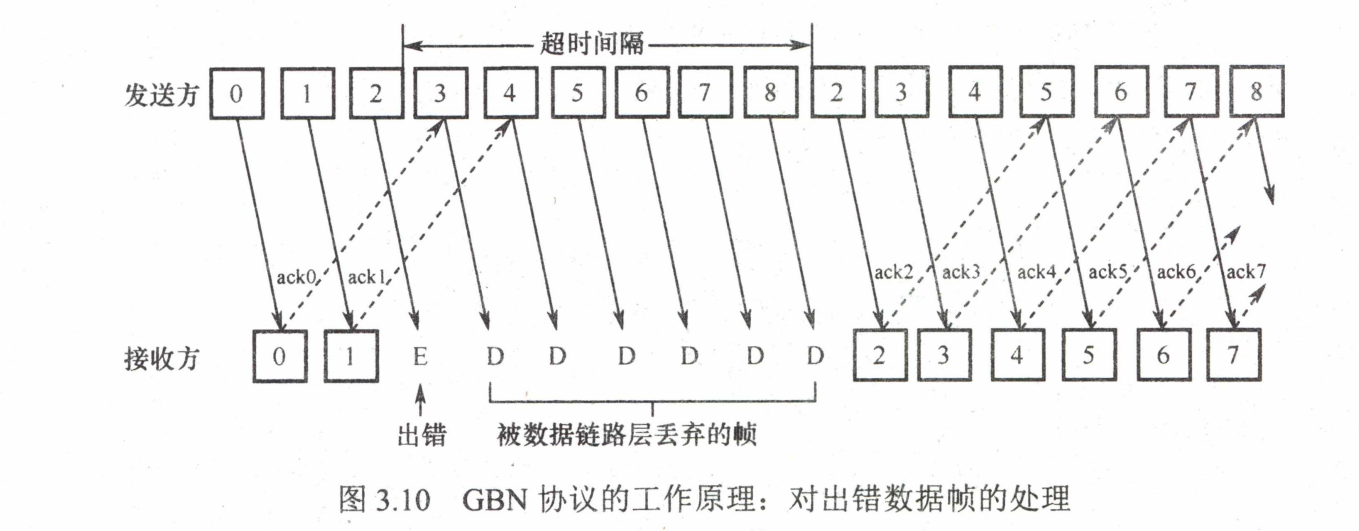 超时间隔
发送方 0 1 2 3 4 5 6 7 8 2 3 4 5 6 7 8
ack0 ack1 ack2 ack3 ack4 ack5 ack6 ack7
接收方 0 1 E D D D D D D 2 3 4 5 6 7
出错 被数据链路层丢弃的帧
图 3.10 GBN 协议的工作原理：对出错数据帧的处理